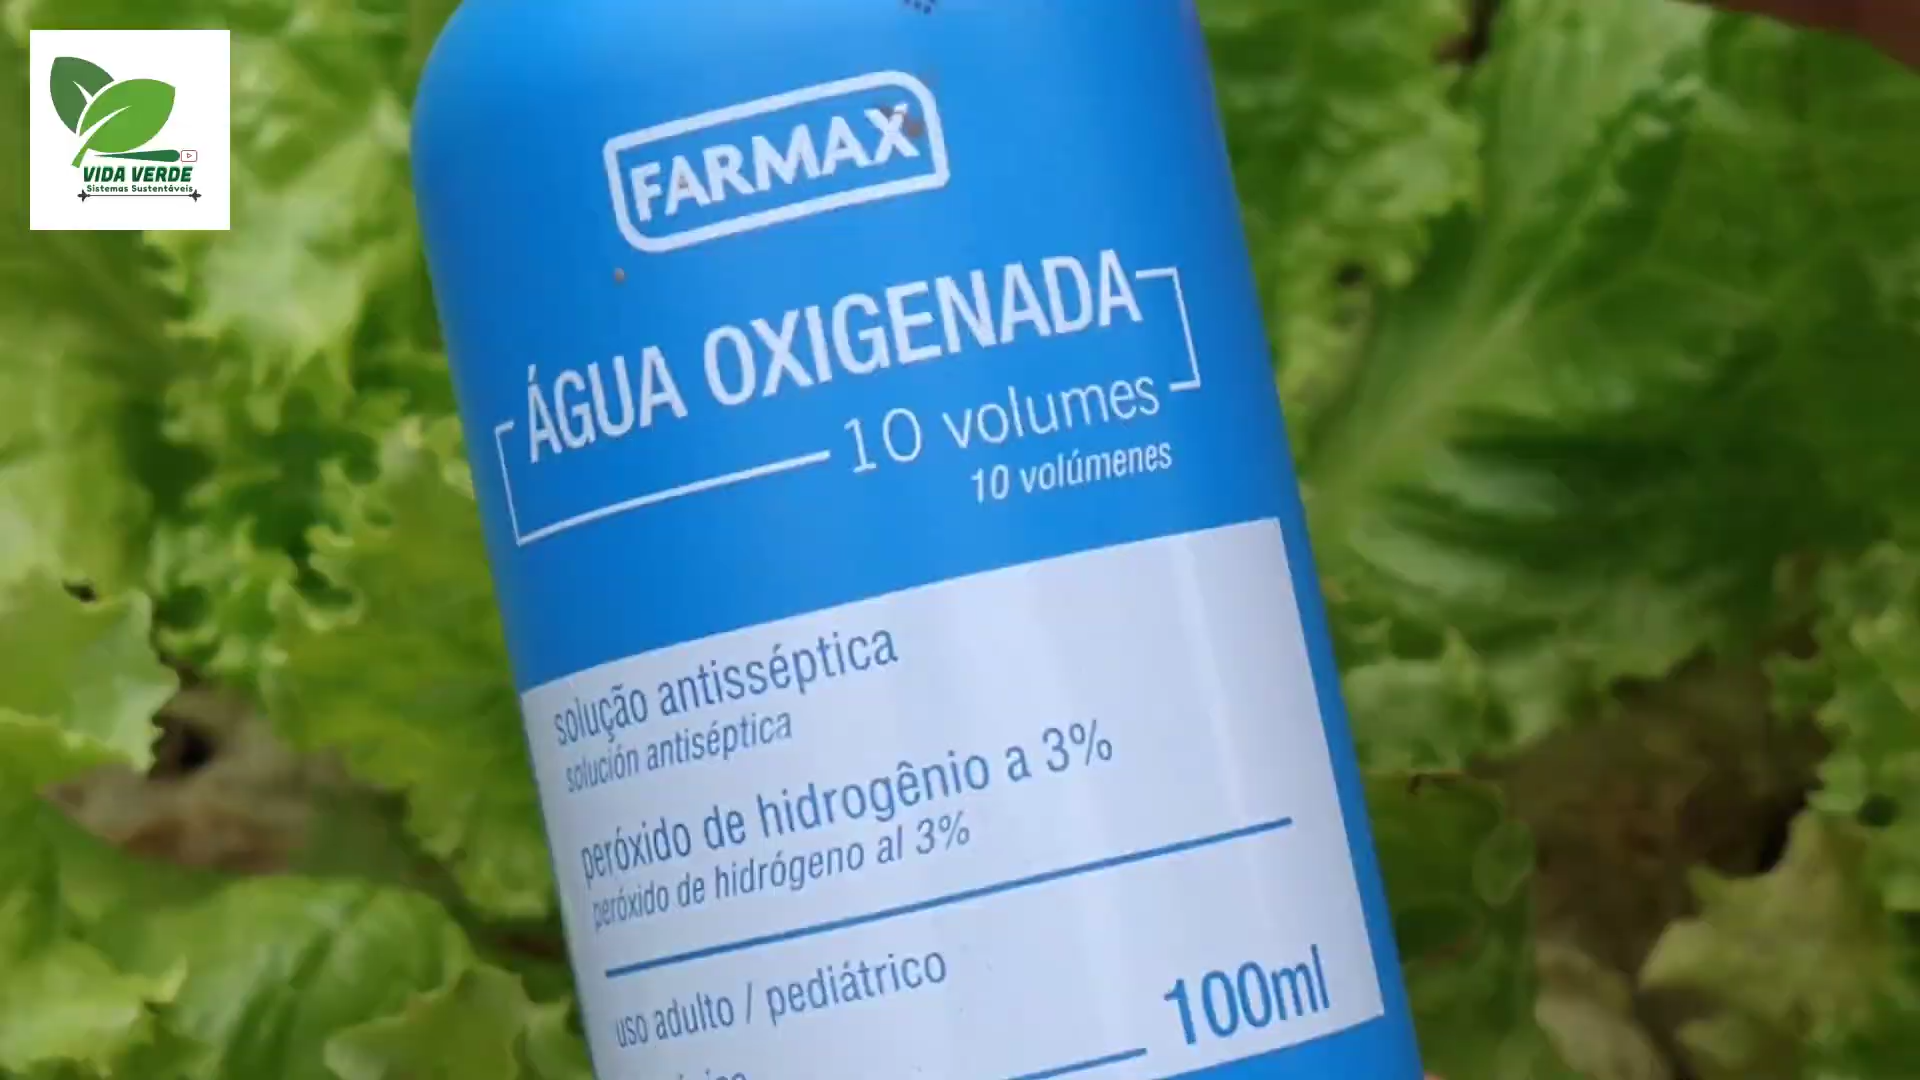 VIDA VERDE
Sistemas Sustentáveis
FARMAX
ÁGUA OXIGENADA
10 volumes
10 volúmenes
solução antisséptica
solución antiséptica
peróxido de hidrogênio a 3%
peróxido de hidrógeno al 3%
uso adulto / pediátrico
100ml